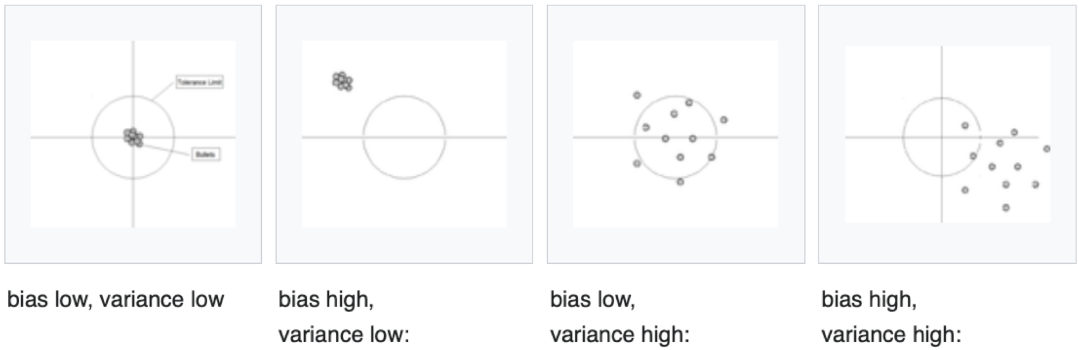 Tolerance Limit
Bullets
bias low, variance low
bias high,
variance low:
bias low,
variance high:
bias high,
variance high: